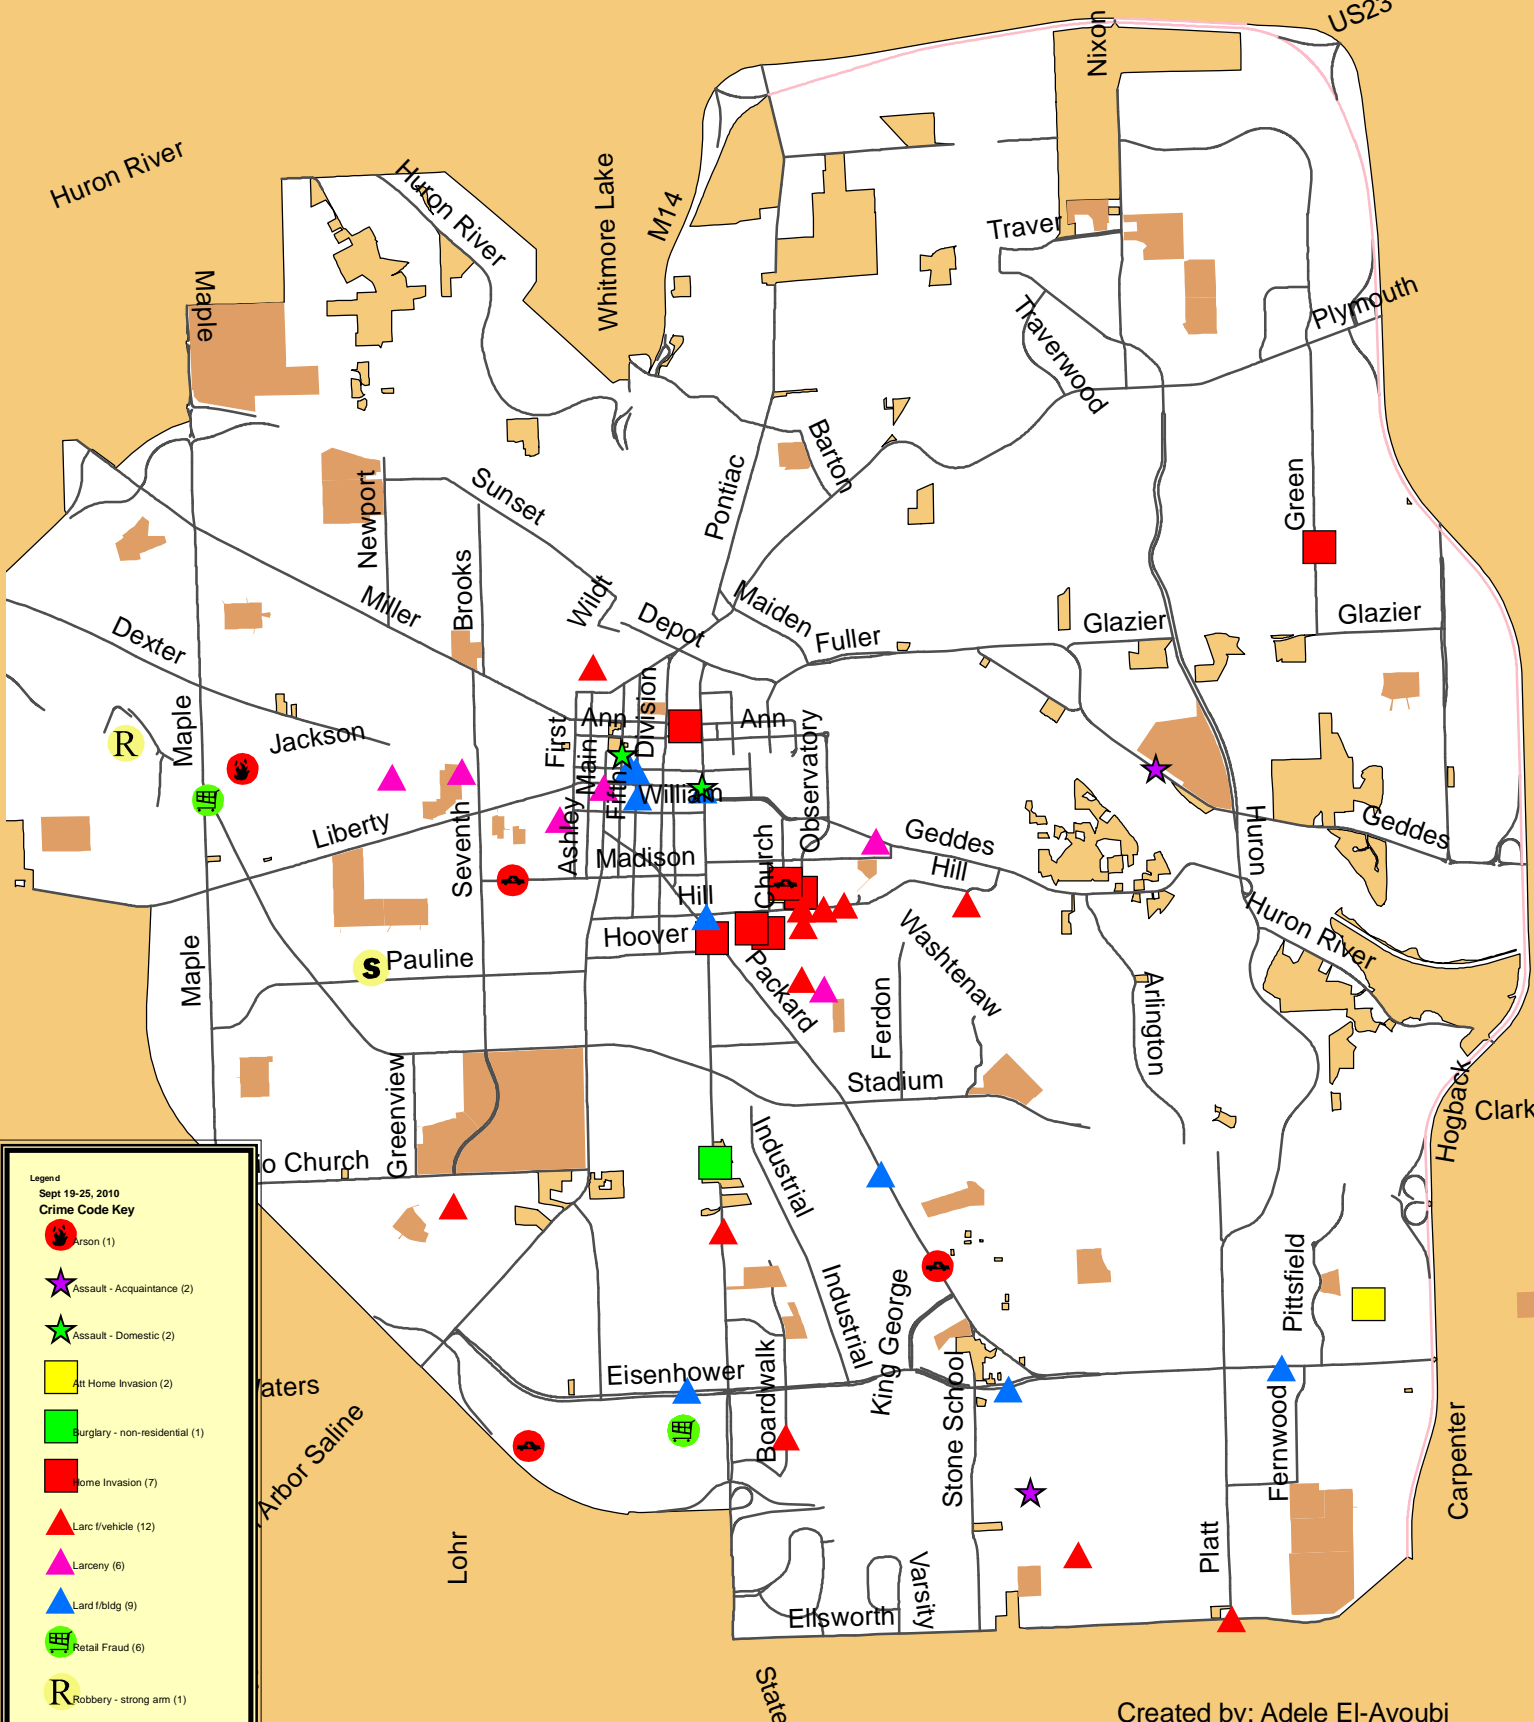 US23
Nixon
Huron River
Huron River
Whitmore Lake
M14
Traver
Maple
Plymouth
Traverwood
Barton
Sunset
Pontiac
Green
Newport
Brooks
Wildt
Miller
Maiden
Depot
Fuller
Glazier
Glazier
Dexter
Division
Ann
Ann
First
Main
Observatory
Maple
Jackson
R
Fifth
William
Liberty
Ashley
Seventh
Madison
Church
Geddes
Geddes
Huron
Hill
Hill
Huron River
Hoover
Washtenaw
S
Pauline
Maple
Packard
Ferdon
Arlington
Stadium
Greenview
Hogback
Clark
Industrial
io Church
Legend
Sept 19-25, 2010
Crime Code Key
Arson (1)
Assault - Acquaintance (2)
Assault - Domestic (2)
Att Home Invasion (2)
Burglary - non-residential (1)
Home Invasion (7)
Larc f/vehicle (12)
Larceny (6)
Lard f/bldg (9)
Retail Fraud (6)
R Robbery - strong arm (1)
Pittsfield
Industrial
King George
Eisenhower
Boardwalk
Stone School
Fernwood
aters
Arbor Saline
Carpenter
Lohr
Platt
Varsity
Ellsworth
State
Created by: Adele El-Ayoubi